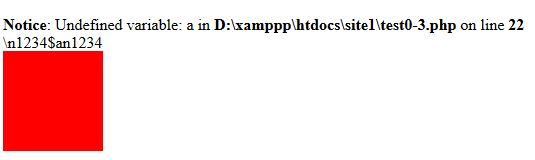 Notice: Undefined variable: a in D:\xamppp\htdocs\site1\test0-3.php on line 22
\n1234$an1234